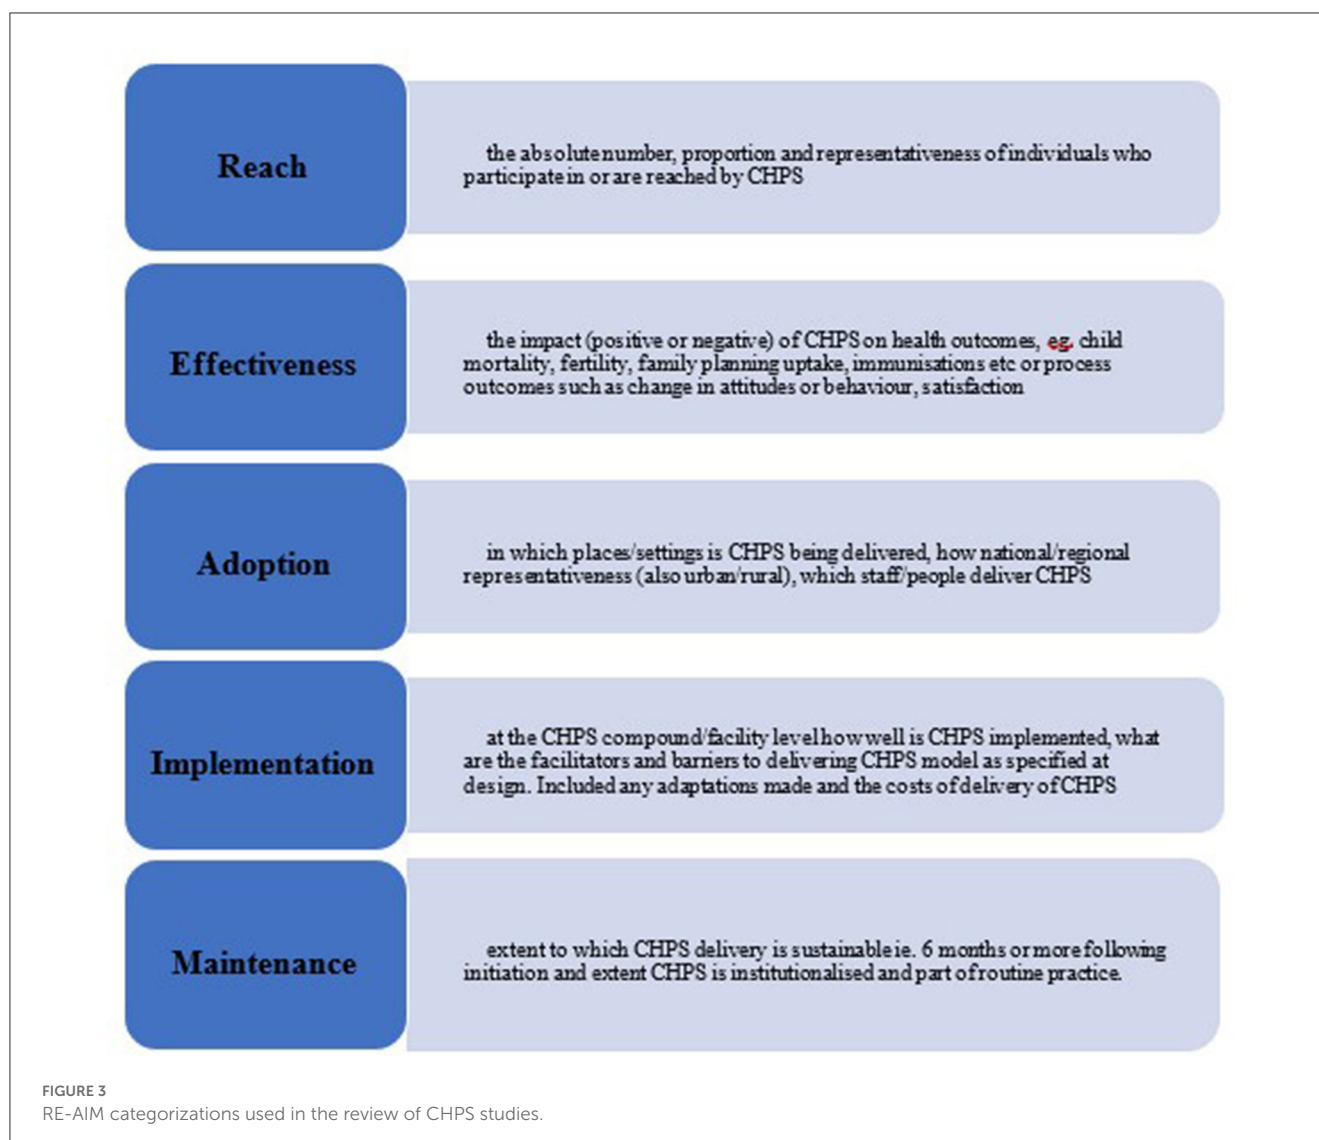 Reach
the absolute number, proportion and representativeness of individuals who
participate in or are reached by CHPS
Effectiveness
the impact (positive or negative) of CHPS on health outcomes, eg. child
mortality, fertility, family planning uptake, immunisations etc or process
outcomes such as change in attitudes or behaviour, satisfaction
Adoption
in which places/settings is CHPS being delivered, how national/regional
representativeness (also urban/rural), which staff/people deliver CHPS
Implementation
at the CHPS compound/facility level how well is CHPS implemented, what
are the facilitators and barriers to delivering CHPS model as specified at
design. Included any adaptations made and the costs of delivery of CHPS
Maintenance
extent to which CHPS delivery is sustainable ie. 6 months or more following
initiation and extent CHPS is institutionalised and part of routine practice.
FIGURE 3
RE-AIM categorizations used in the review of CHPS studies.